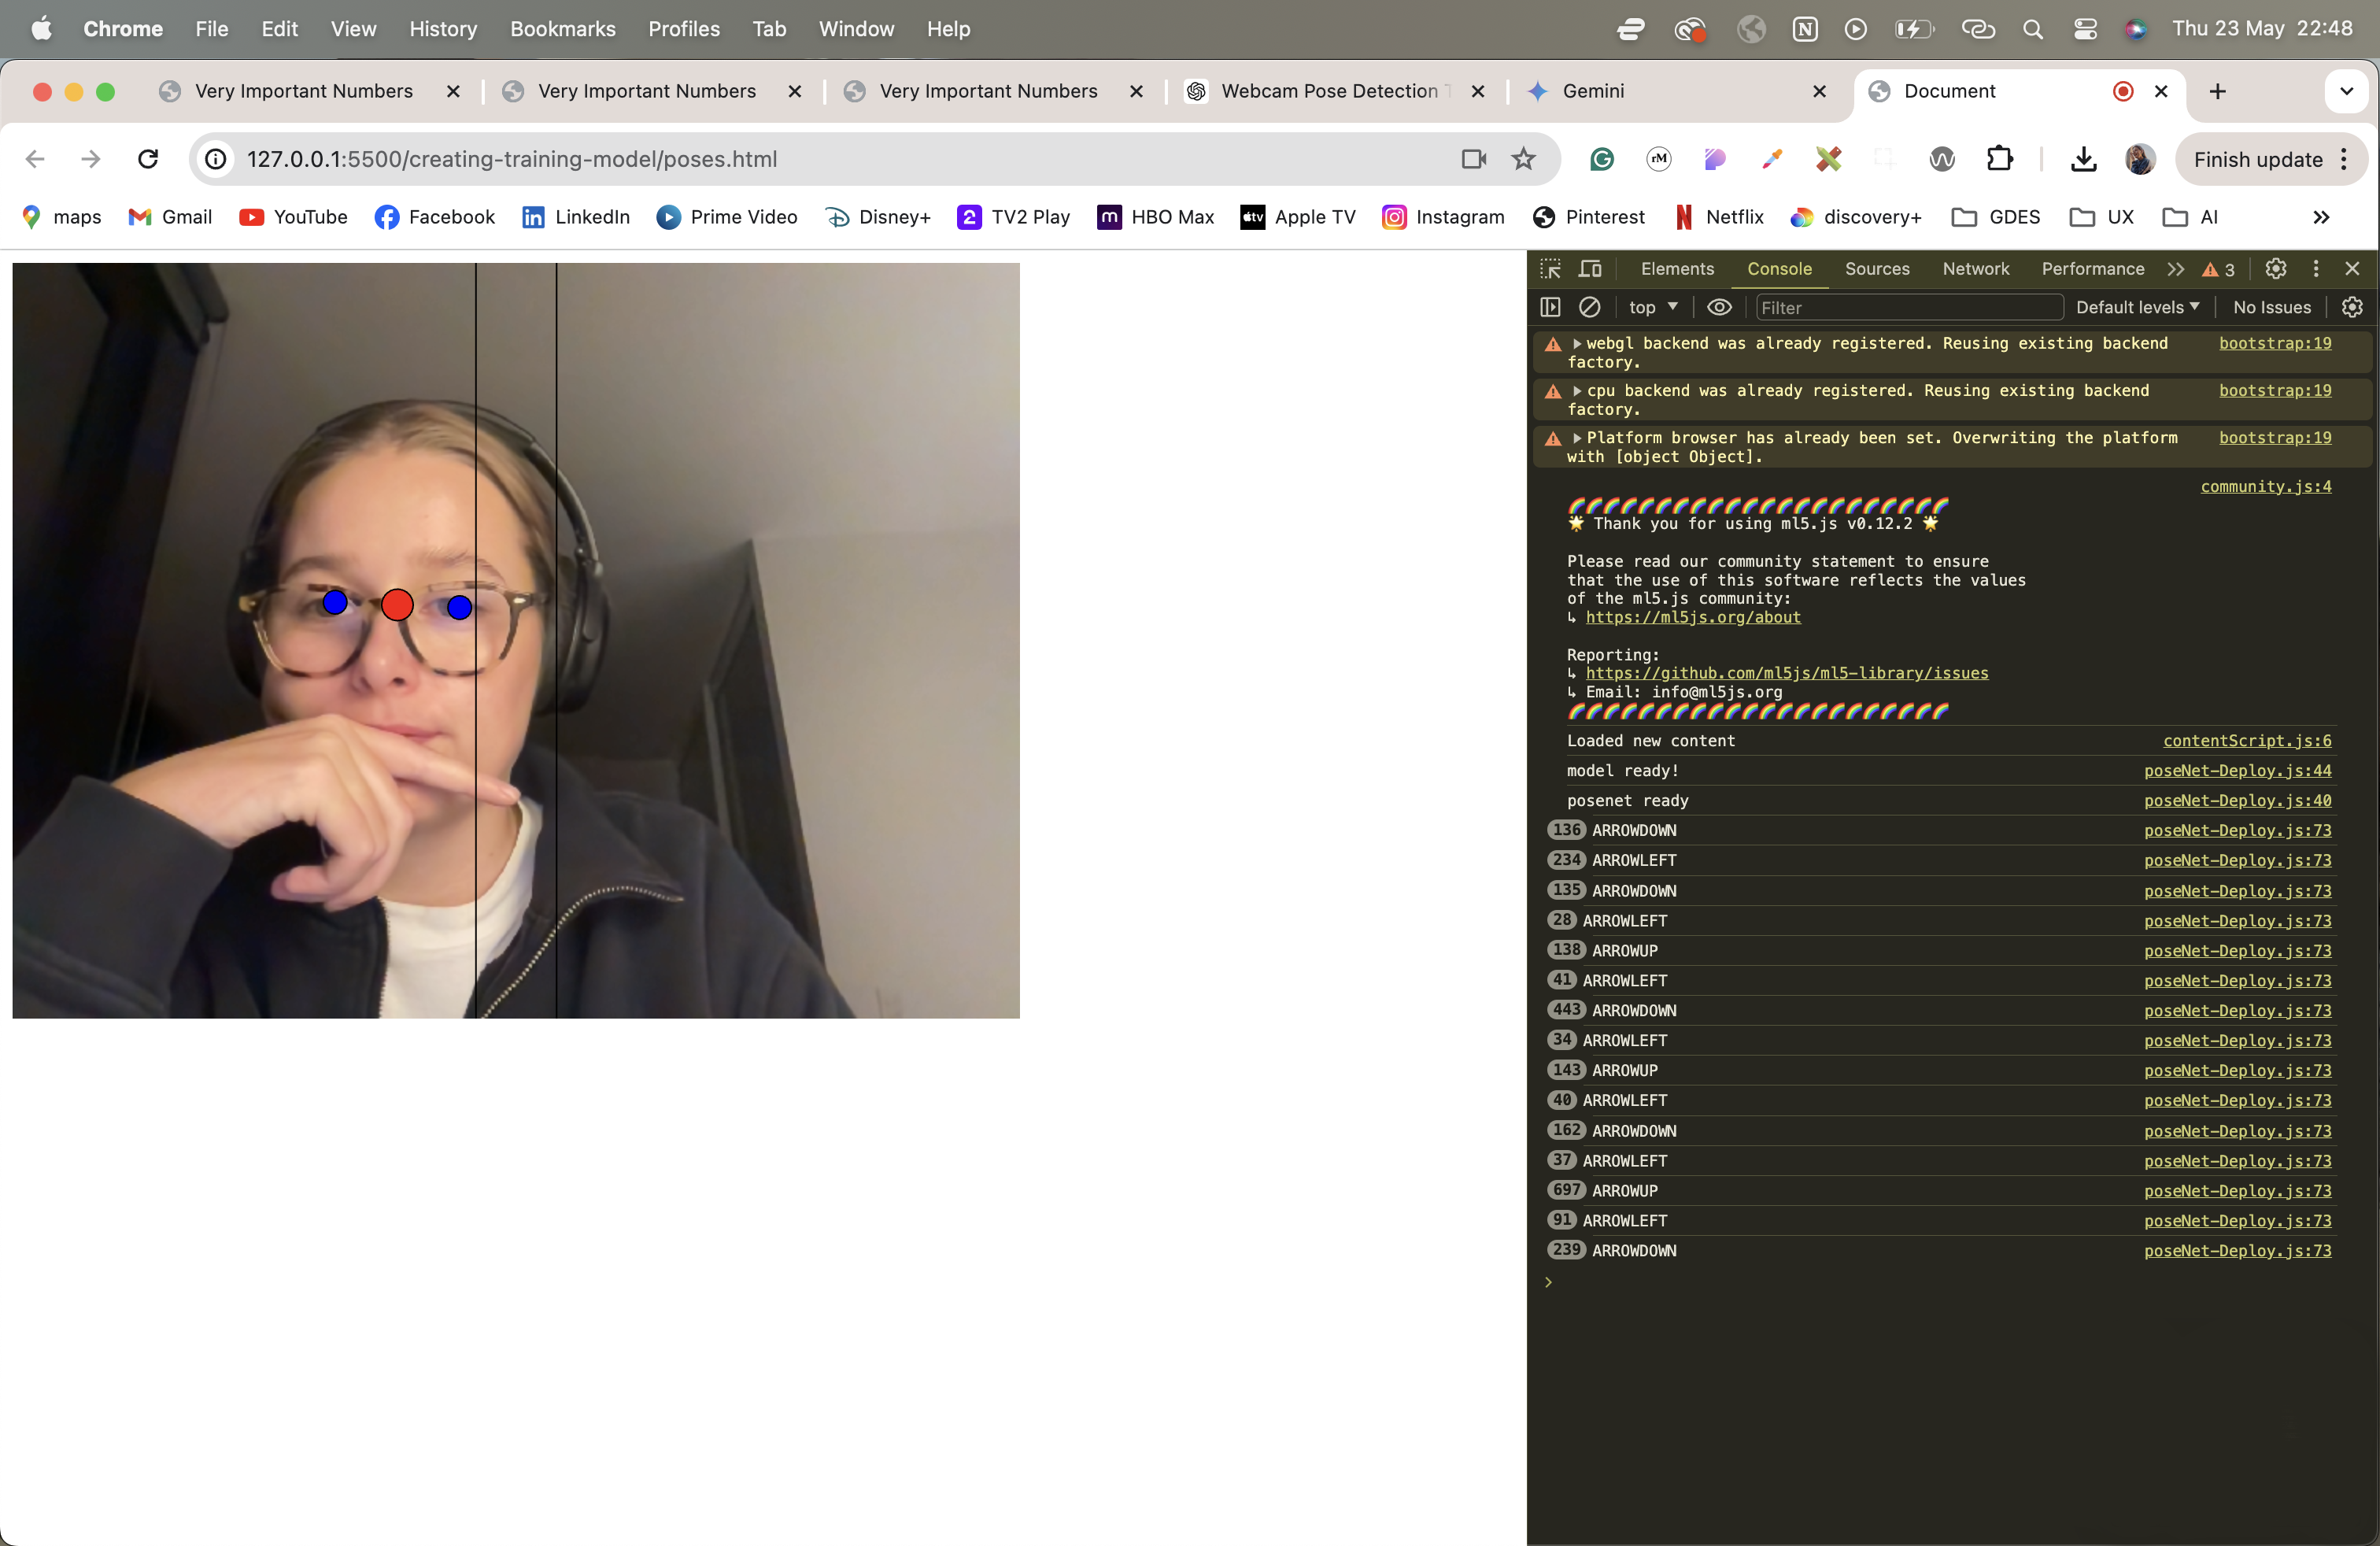 Chrome File Edit View History Bookmarks Profiles Tab Window Help Thu 23 May 22:48
Very Important Numbers Very Important Numbers Very Important Numbers Webcam Pose Detection Gemini Document
127.0.0.1:5500/creating-training-model/poses.html rM Finish update
maps Gmail YouTube Facebook LinkedIn Prime Video Disney+ TV2 Play HBO Max Apple TV Instagram Pinterest Netflix discovery+ GDES UX AI
Elements Console Sources Network Performance 3
top Filter Default levels No Issues
webgl backend was already registered. Reusing existing backend bootstrap:19
factory.
cpu backend was already registered. Reusing existing backend bootstrap:19
factory.
Platform browser has already been set. Overwriting the platform bootstrap:19
with [object Object].
community.js:4
🌈🌈🌈🌈🌈🌈🌈🌈🌈🌈🌈🌈🌈🌈🌈🌈🌈🌈🌈🌈🌈🌈
🌟 Thank you for using ml5.js v0.12.2 🌟
Please read our community statement to ensure
that the use of this software reflects the values
of the ml5.js community:
↳ https://ml5js.org/about
Reporting:
↳ https://github.com/ml5js/ml5-library/issues
↳ Email: info@ml5js.org
🌈🌈🌈🌈🌈🌈🌈🌈🌈🌈🌈🌈🌈🌈🌈🌈🌈🌈🌈🌈🌈🌈
Loaded new content contentScript.js:6
model ready! poseNet-Deploy.js:44
posenet ready poseNet-Deploy.js:40
136 ARROWDOWN poseNet-Deploy.js:73
234 ARROWLEFT poseNet-Deploy.js:73
135 ARROWDOWN poseNet-Deploy.js:73
28 ARROWLEFT poseNet-Deploy.js:73
138 ARROWUP poseNet-Deploy.js:73
41 ARROWLEFT poseNet-Deploy.js:73
443 ARROWDOWN poseNet-Deploy.js:73
34 ARROWLEFT poseNet-Deploy.js:73
143 ARROWUP poseNet-Deploy.js:73
40 ARROWLEFT poseNet-Deploy.js:73
162 ARROWDOWN poseNet-Deploy.js:73
37 ARROWLEFT poseNet-Deploy.js:73
697 ARROWUP poseNet-Deploy.js:73
91 ARROWLEFT poseNet-Deploy.js:73
239 ARROWDOWN poseNet-Deploy.js:73